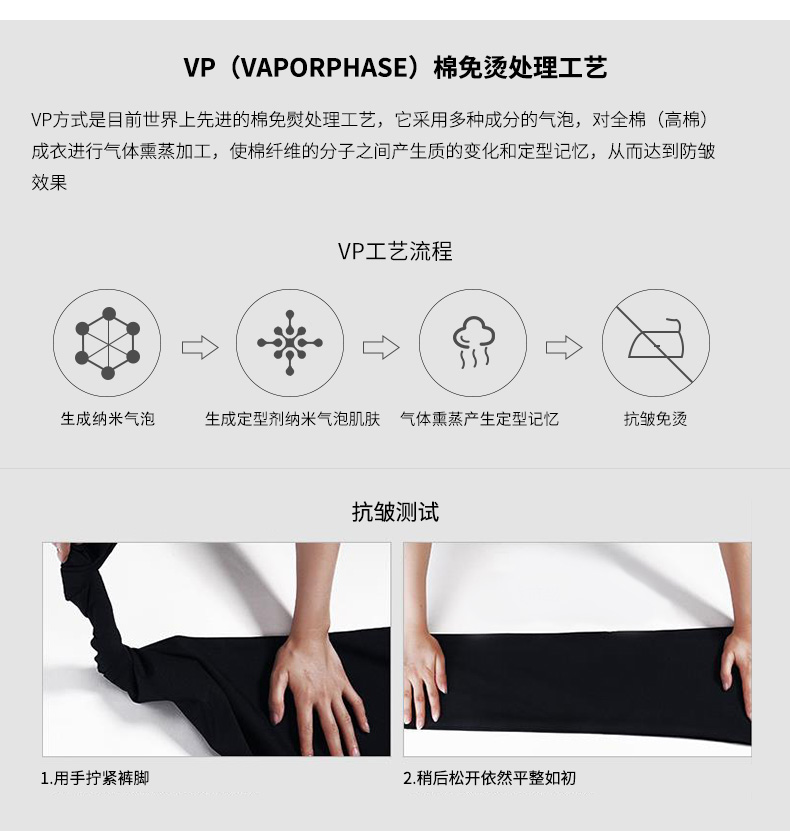 VP（VAPORPHASE）棉免烫处理工艺
VP方式是目前世界上先进的棉免熨处理工艺，它采用多种成分的气泡，对全棉（高棉）
成衣进行气体熏蒸加工，使棉纤维的分子之间产生质的变化和定型记忆，从而达到防皱
效果
VP工艺流程
生成纳米气泡
生成定型剂纳米气泡肌肤
气体熏蒸产生定型记忆
抗皱免烫
抗皱测试
1.用手拧紧裤脚
2.稍后松开依然平整如初